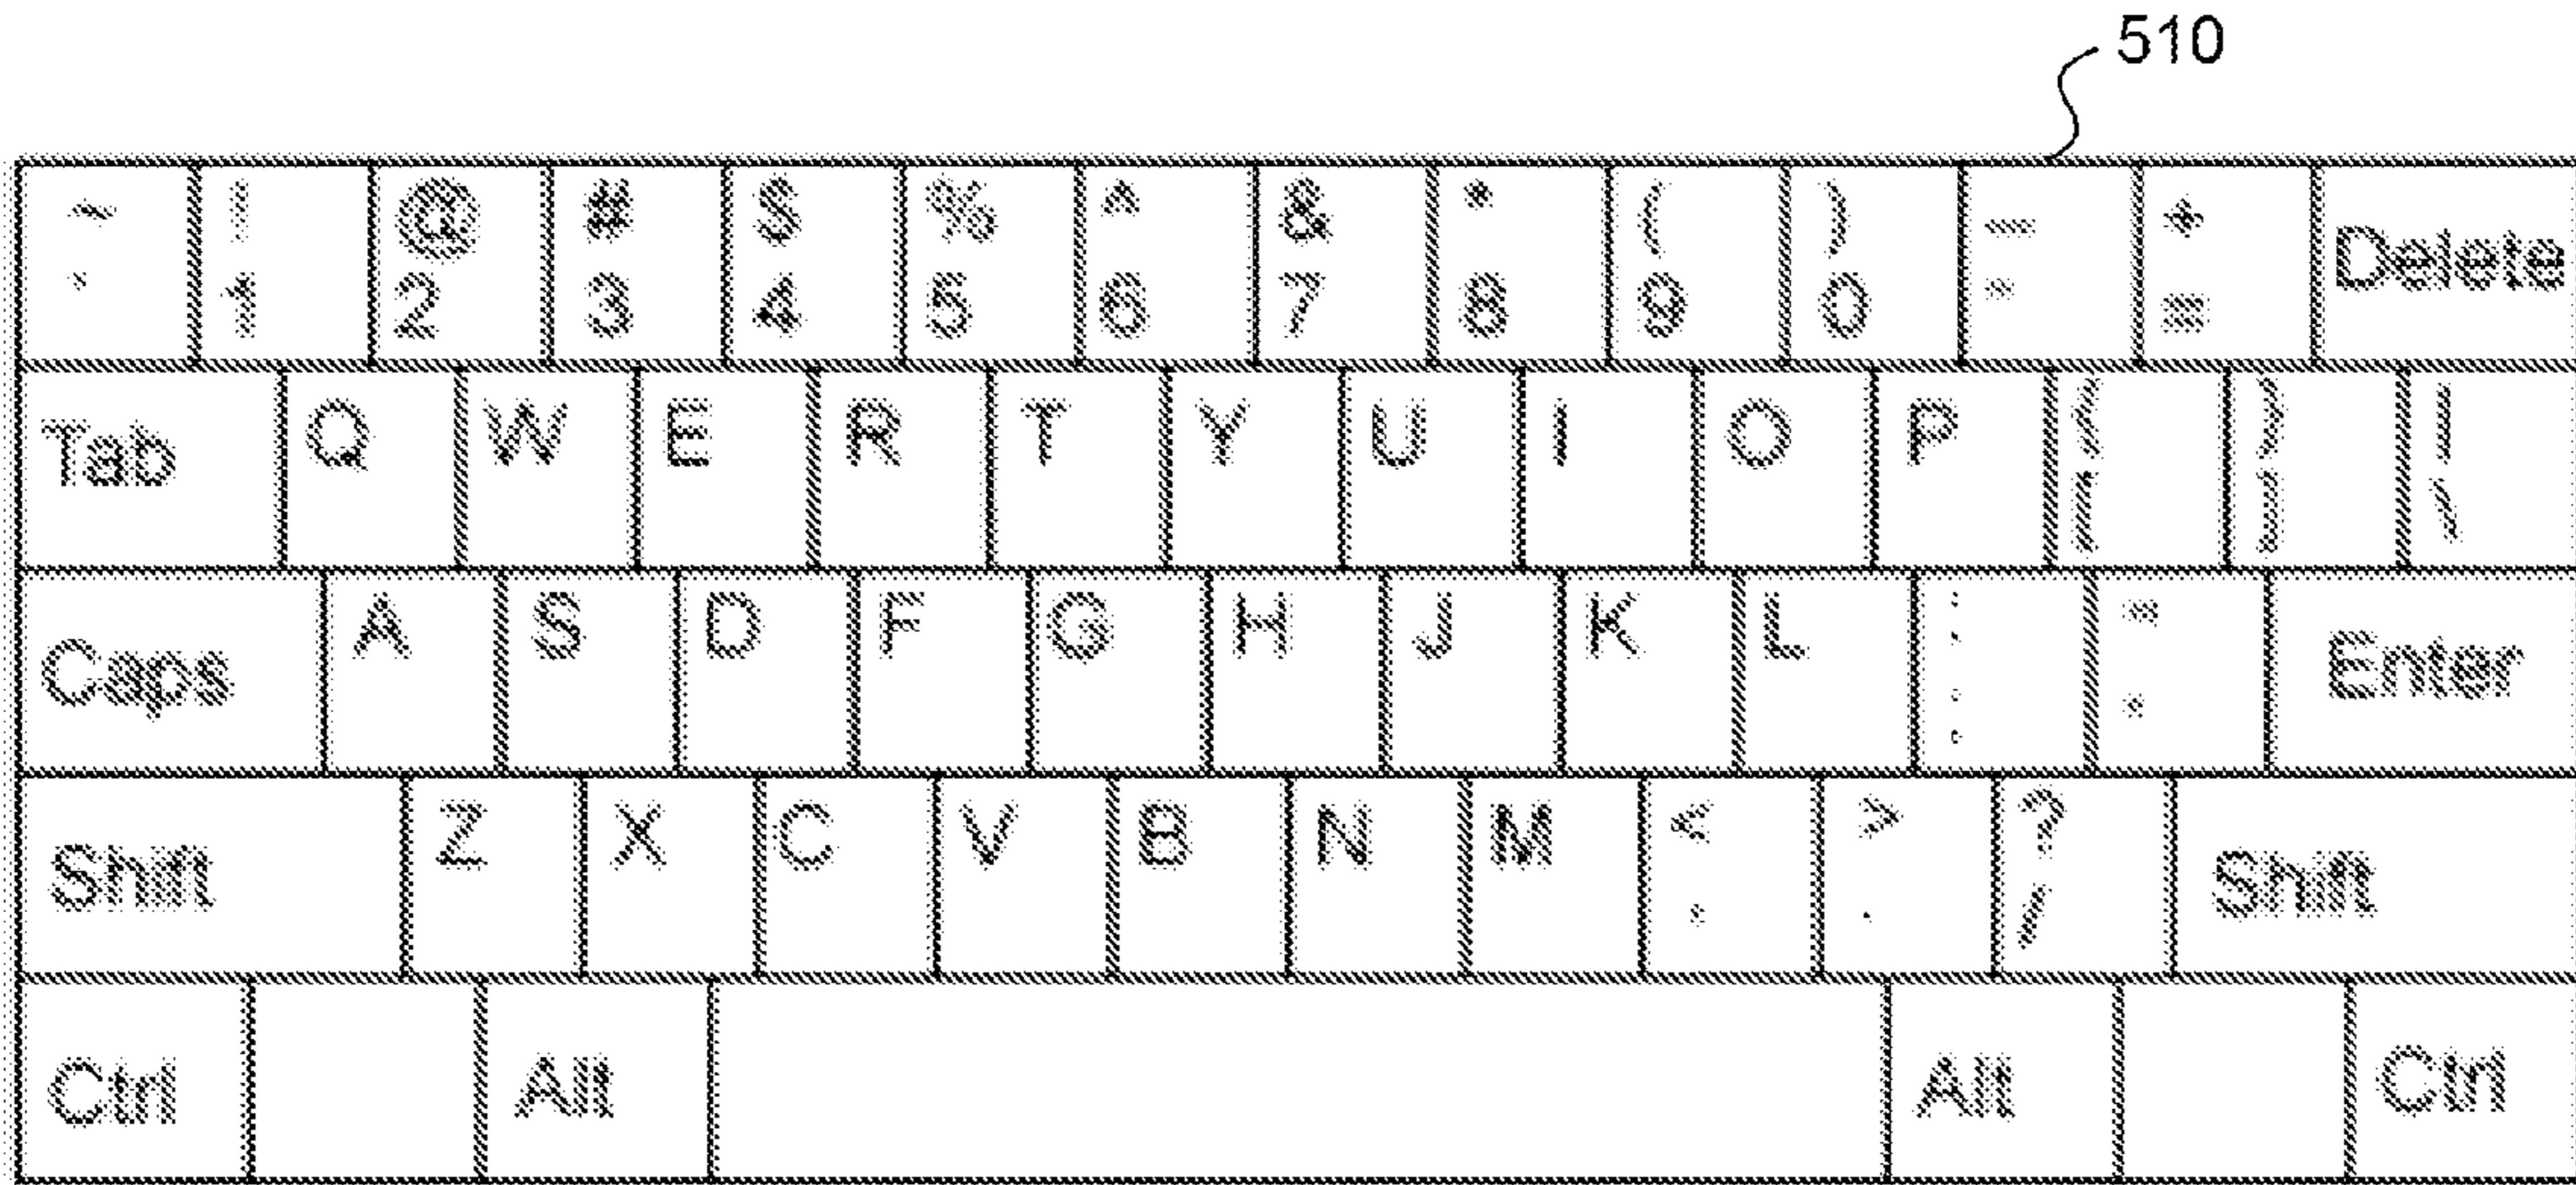 510
~ ! @ # $ % ^ & * ( ) — +
` 1 2 3 4 5 6 7 8 9 0 - = Delete
Tab Q W E R T Y U I O P { } |
[ ] \
Caps A S D F G H J K L : " Enter
; '
Shift Z X C V B N M < > ? Shift
, . /
Ctrl Alt Alt Ctrl